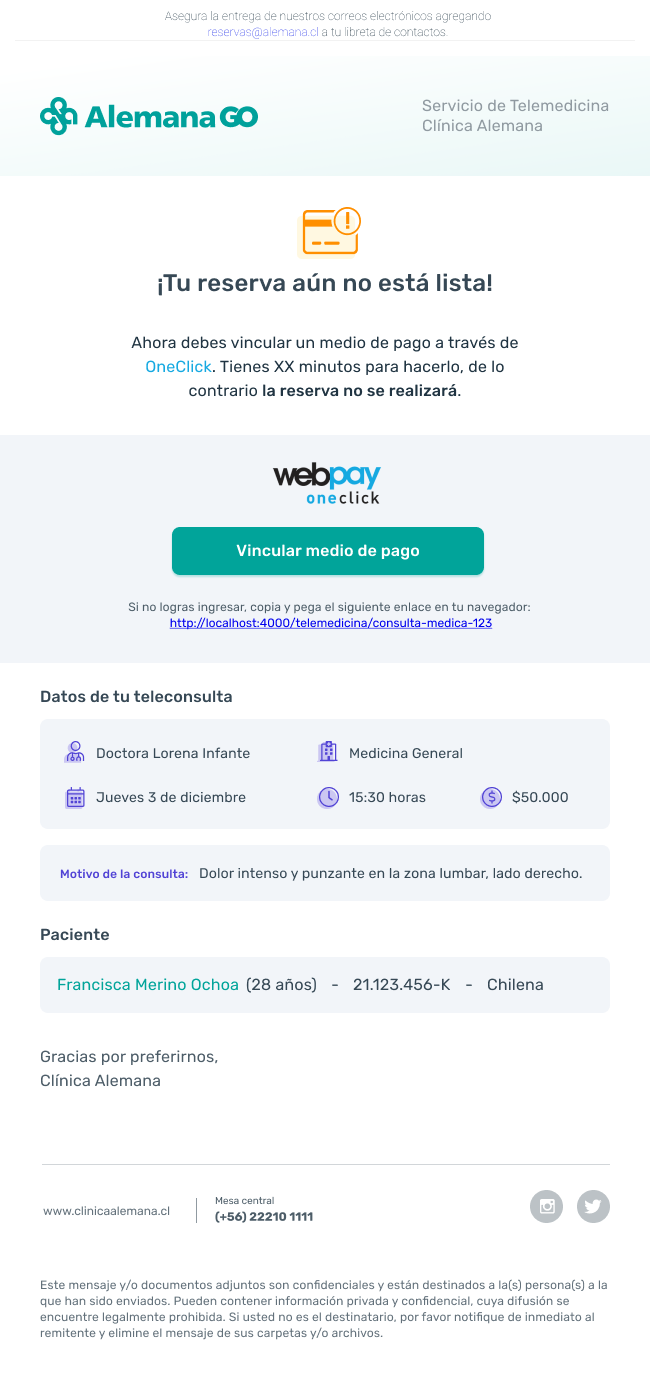 Asegura la entrega de nuestros correos electrónicos agregando
reservas@alemana.cl a tu libreta de contactos.
Alemana GO
Servicio de Telemedicina
Clínica Alemana
¡Tu reserva aún no está lista!
Ahora debes vincular un medio de pago a través de
OneClick. Tienes XX minutos para hacerlo, de lo
contrario la reserva no se realizará.
webpay
oneclick
Vincular medio de pago
Si no logras ingresar, copia y pega el siguiente enlace en tu navegador:
http://localhost:4000/telemedicina/consulta-medica-123
Datos de tu teleconsulta
Doctora Lorena Infante
Medicina General
Jueves 3 de diciembre
15:30 horas
$50.000
Motivo de la consulta: Dolor intenso y punzante en la zona lumbar, lado derecho.
Paciente
Francisca Merino Ochoa (28 años) - 21.123.456-K - Chilena
Gracias por preferirnos,
Clínica Alemana
www.clinicaalemana.cl
Mesa central
(+56) 22210 1111
Este mensaje y/o documentos adjuntos son confidenciales y están destinados a la(s) persona(s) a la
que han sido enviados. Pueden contener información privada y confidencial, cuya difusión se
encuentre legalmente prohibida. Si usted no es el destinatario, por favor notifique de inmediato al
remitente y elimine el mensaje de sus carpetas y/o archivos.